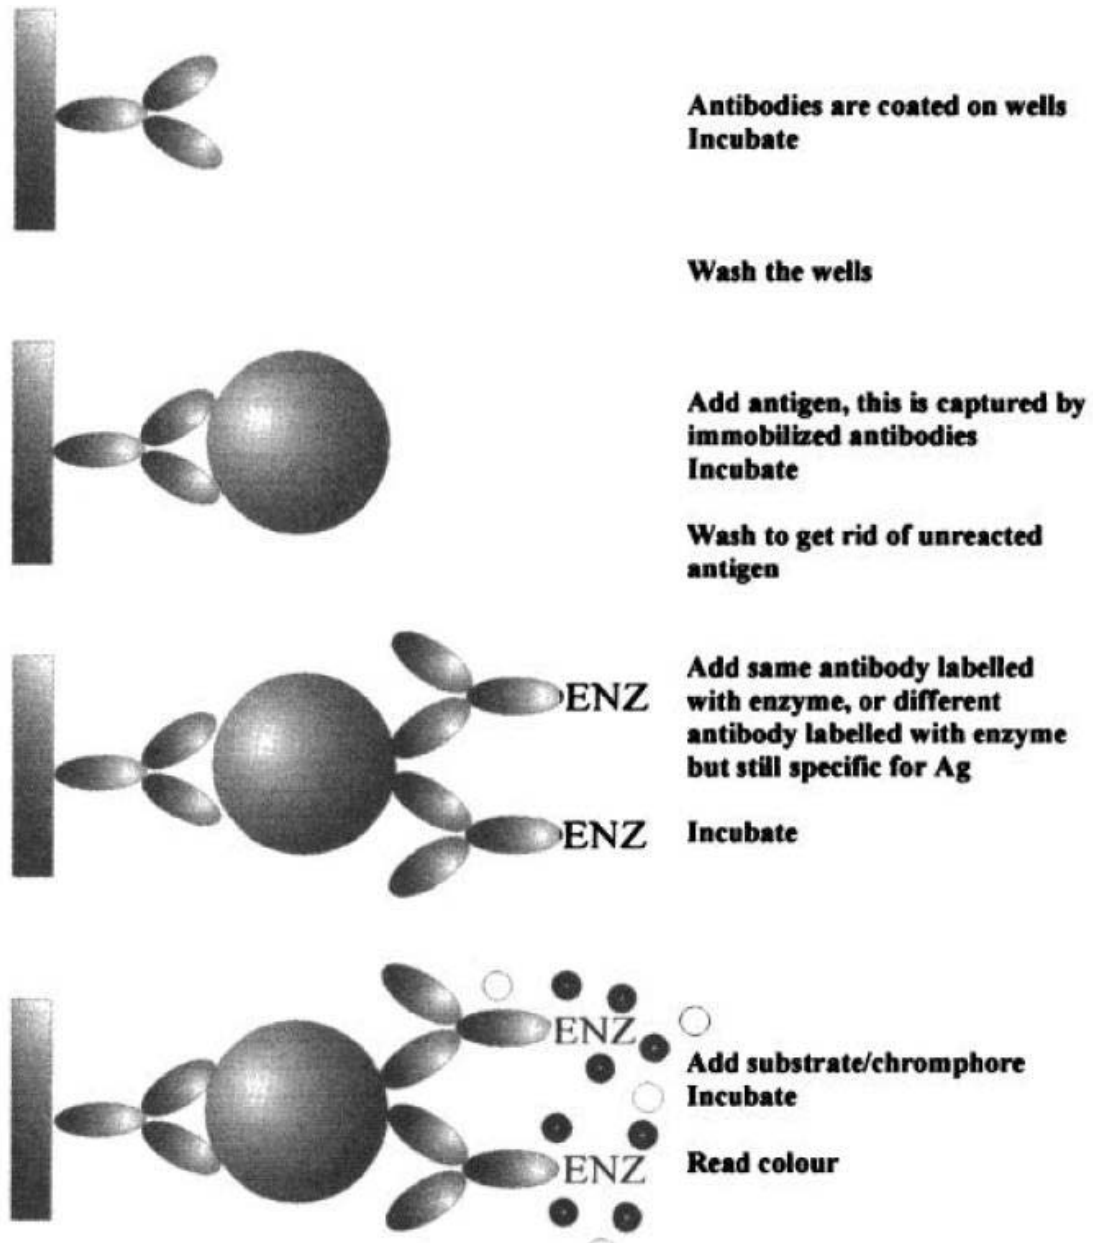 Antibodies are coated on wells
Incubate
Wash the wells
Add antigen, this is captured by
immobilized antibodies
Incubate
Wash to get rid of unreacted
antigen
Add same antibody labelled
with enzyme, or different
antibody labelled with enzyme
but still specific for Ag
ENZ
ENZ
Incubate
ENZ
Add substrate/chromphore
Incubate
ENZ
Read colour